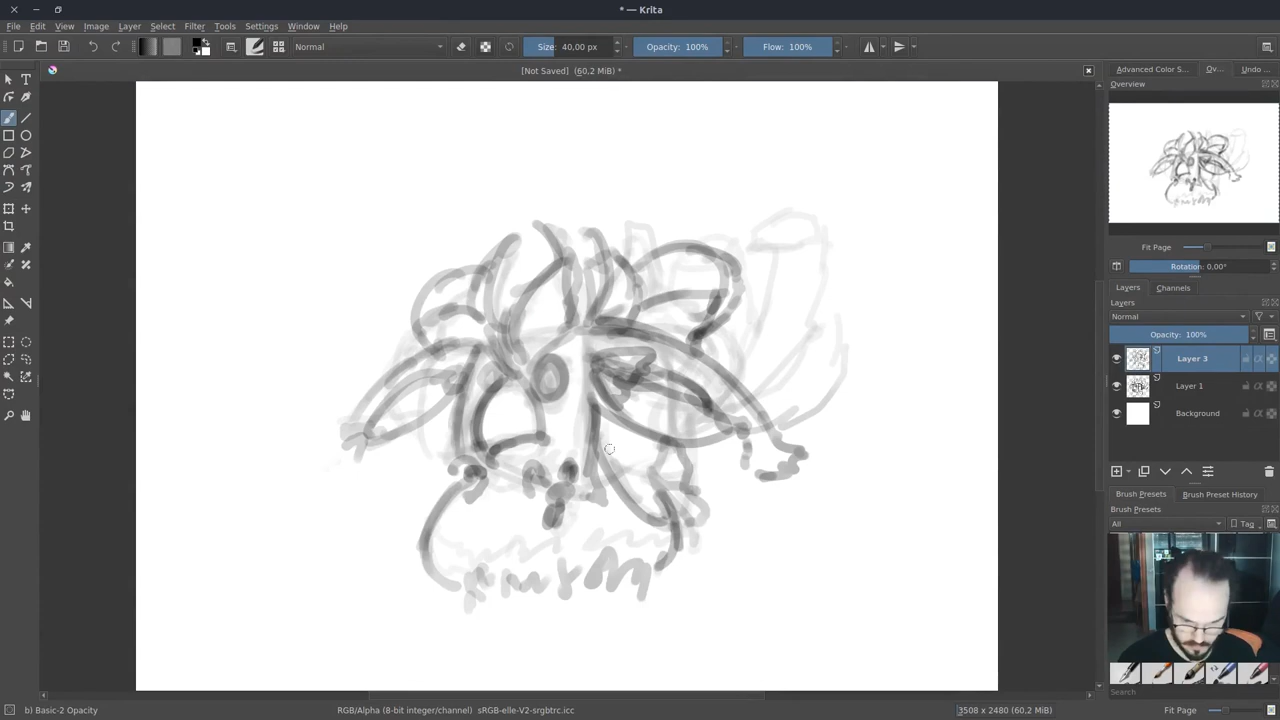 * — Krita
File Edit View Image Layer Select Filter Tools Settings Window Help
Normal Size: 40,00 px Opacity: 100% Flow: 100%
[Not Saved] (60,2 MiB) *
Advanced Color S... Ov... Undo ...
Overview
Fit Page
Rotation: 0,00°
Layers Channels
Layers
Normal
Opacity: 100%
Layer 3
Layer 1
Background
Brush Presets Brush Preset History
Brush Presets
All Tag
Search
b) Basic-2 Opacity RGB/Alpha (8-bit integer/channel) sRGB-elle-V2-srgbtrc.icc 3508 x 2480 (60,2 MiB) Fit Page